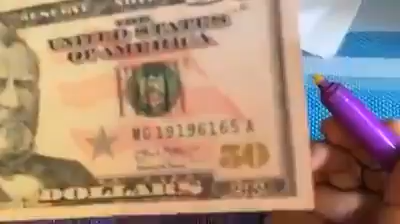 THE
UNITED STATES
OF AMERICA
MG19196165A
50
DOLLARS